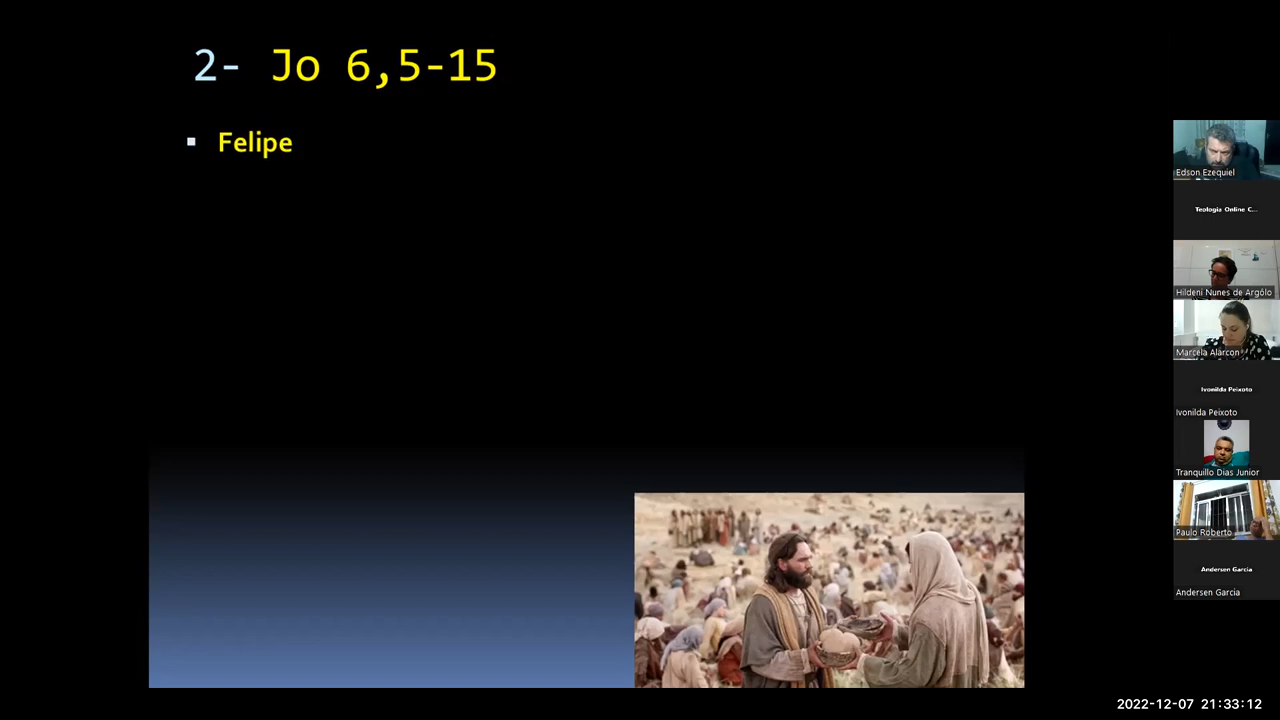 2- Jo 6,5-15
Felipe
Edson Ezequiel
Teologia Online C...
Hildeni Nunes de Argôlo
Marcela Alarcon
Ivonilda Peixoto
Ivonilda Peixoto
Tranquillo Dias Junior
Paulo Roberto
Andersen Garcia
Andersen Garcia
2022-12-07 21:33:12